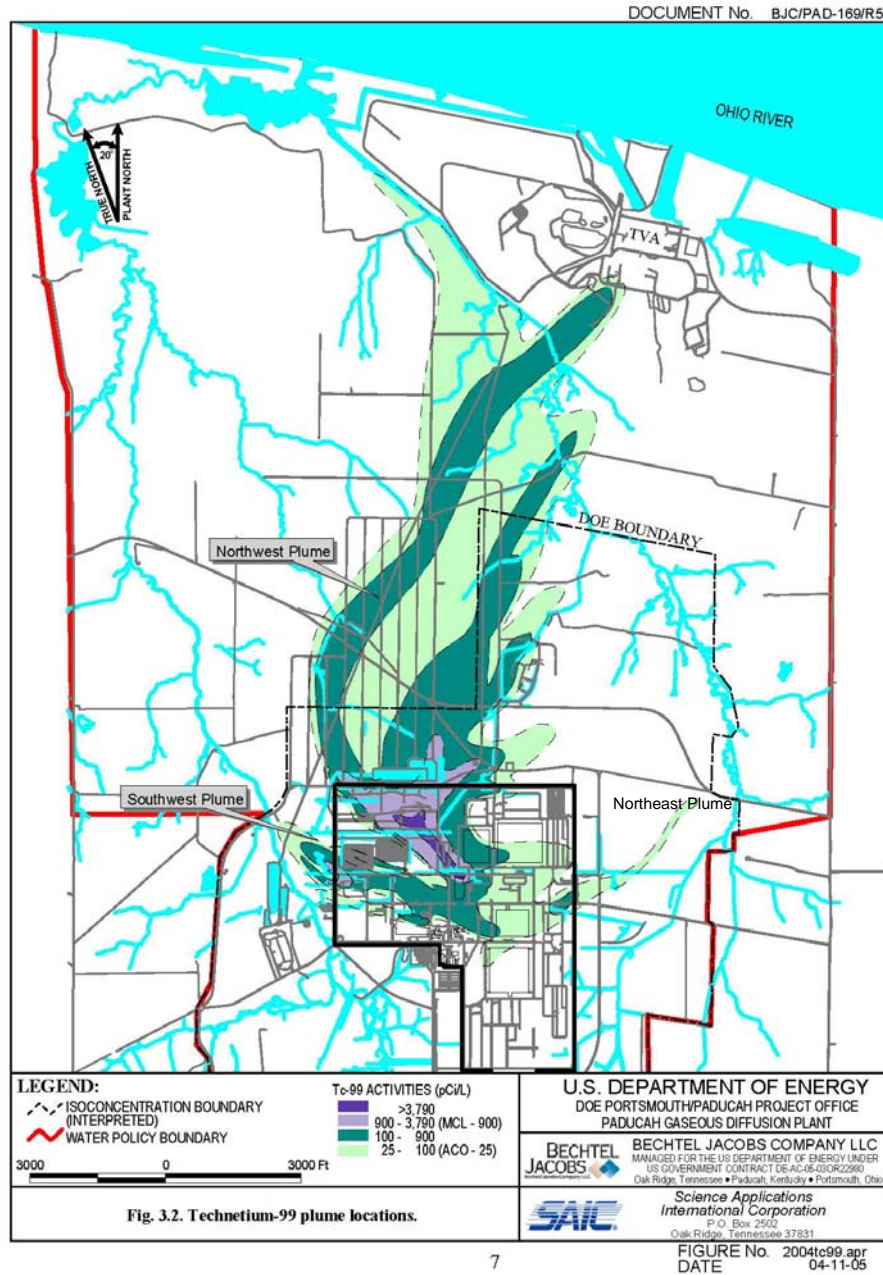 DOCUMENT No. BJC/PAD-169/R5
OHIO RIVER
20°
TRUE NORTH
PLANT NORTH
TVA
DOE BOUNDARY
Northwest Plume
Southwest Plume
Northeast Plume
LEGEND:
ISOCONCENTRATION BOUNDARY
(INTERPRETED)
WATER POLICY BOUNDARY
3000 0 3000 Ft
Tc-99 ACTIVITIES (pCi/L)
>3,790
900 - 3,790 (MCL - 900)
100 - 900
25 - 100 (ACO - 25)
U.S. DEPARTMENT OF ENERGY
DOE PORTSMOUTH/PADUCAH PROJECT OFFICE
PADUCAH GASEOUS DIFFUSION PLANT
BECHTEL
JACOBS
Bechtel Jacobs Company LLC
BECHTEL JACOBS COMPANY LLC
MANAGED FOR THE US DEPARTMENT OF ENERGY UNDER
US GOVERNMENT CONTRACT DE-AC-05-03OR22980
Oak Ridge, Tennessee • Paducah, Kentucky • Portsmouth, Ohio
Fig. 3.2. Technetium-99 plume locations.
SAIC
Science Applications
International Corporation
P.O. Box 2502
Oak Ridge, Tennessee 37831
7
FIGURE No. 2004tc99.apr
DATE 04-11-05